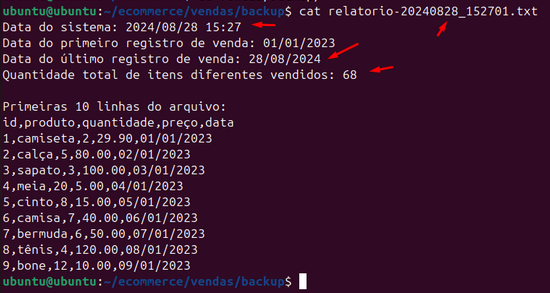 ubuntu@ubuntu:~/ecommerce/vendas/backup$ cat relatorio-20240828_152701.txt
Data do sistema: 2024/08/28 15:27
Data do primeiro registro de venda: 01/01/2023
Data do último registro de venda: 28/08/2024
Quantidade total de itens diferentes vendidos: 68

Primeiras 10 linhas do arquivo:
id,produto,quantidade,preço,data
1,camiseta,2,29.90,01/01/2023
2,calça,5,80.00,02/01/2023
3,sapato,3,100.00,03/01/2023
4,meia,20,5.00,04/01/2023
5,cinto,8,15.00,05/01/2023
6,camisa,7,40.00,06/01/2023
7,bermuda,6,50.00,07/01/2023
8,tênis,4,120.00,08/01/2023
9,bone,12,10.00,09/01/2023
ubuntu@ubuntu:~/ecommerce/vendas/backup$